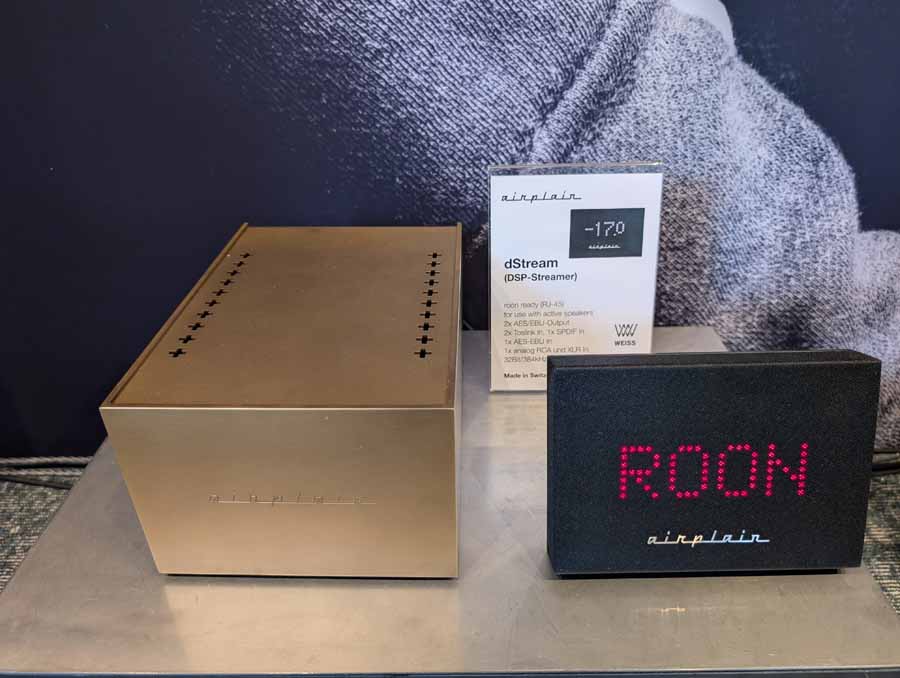 airplair
-17.0
airplair
dStream
(DSP-Streamer)
roon ready (RJ-45)
for use with active speakers
2x AES/EBU-Output
2x Toslink in, 1x SPDIF in
1x AES-EBU in
1x analog RCA und XLR in
32Bit/384kHz
WEISS
Made in Switz
airplair
ROON
airplair